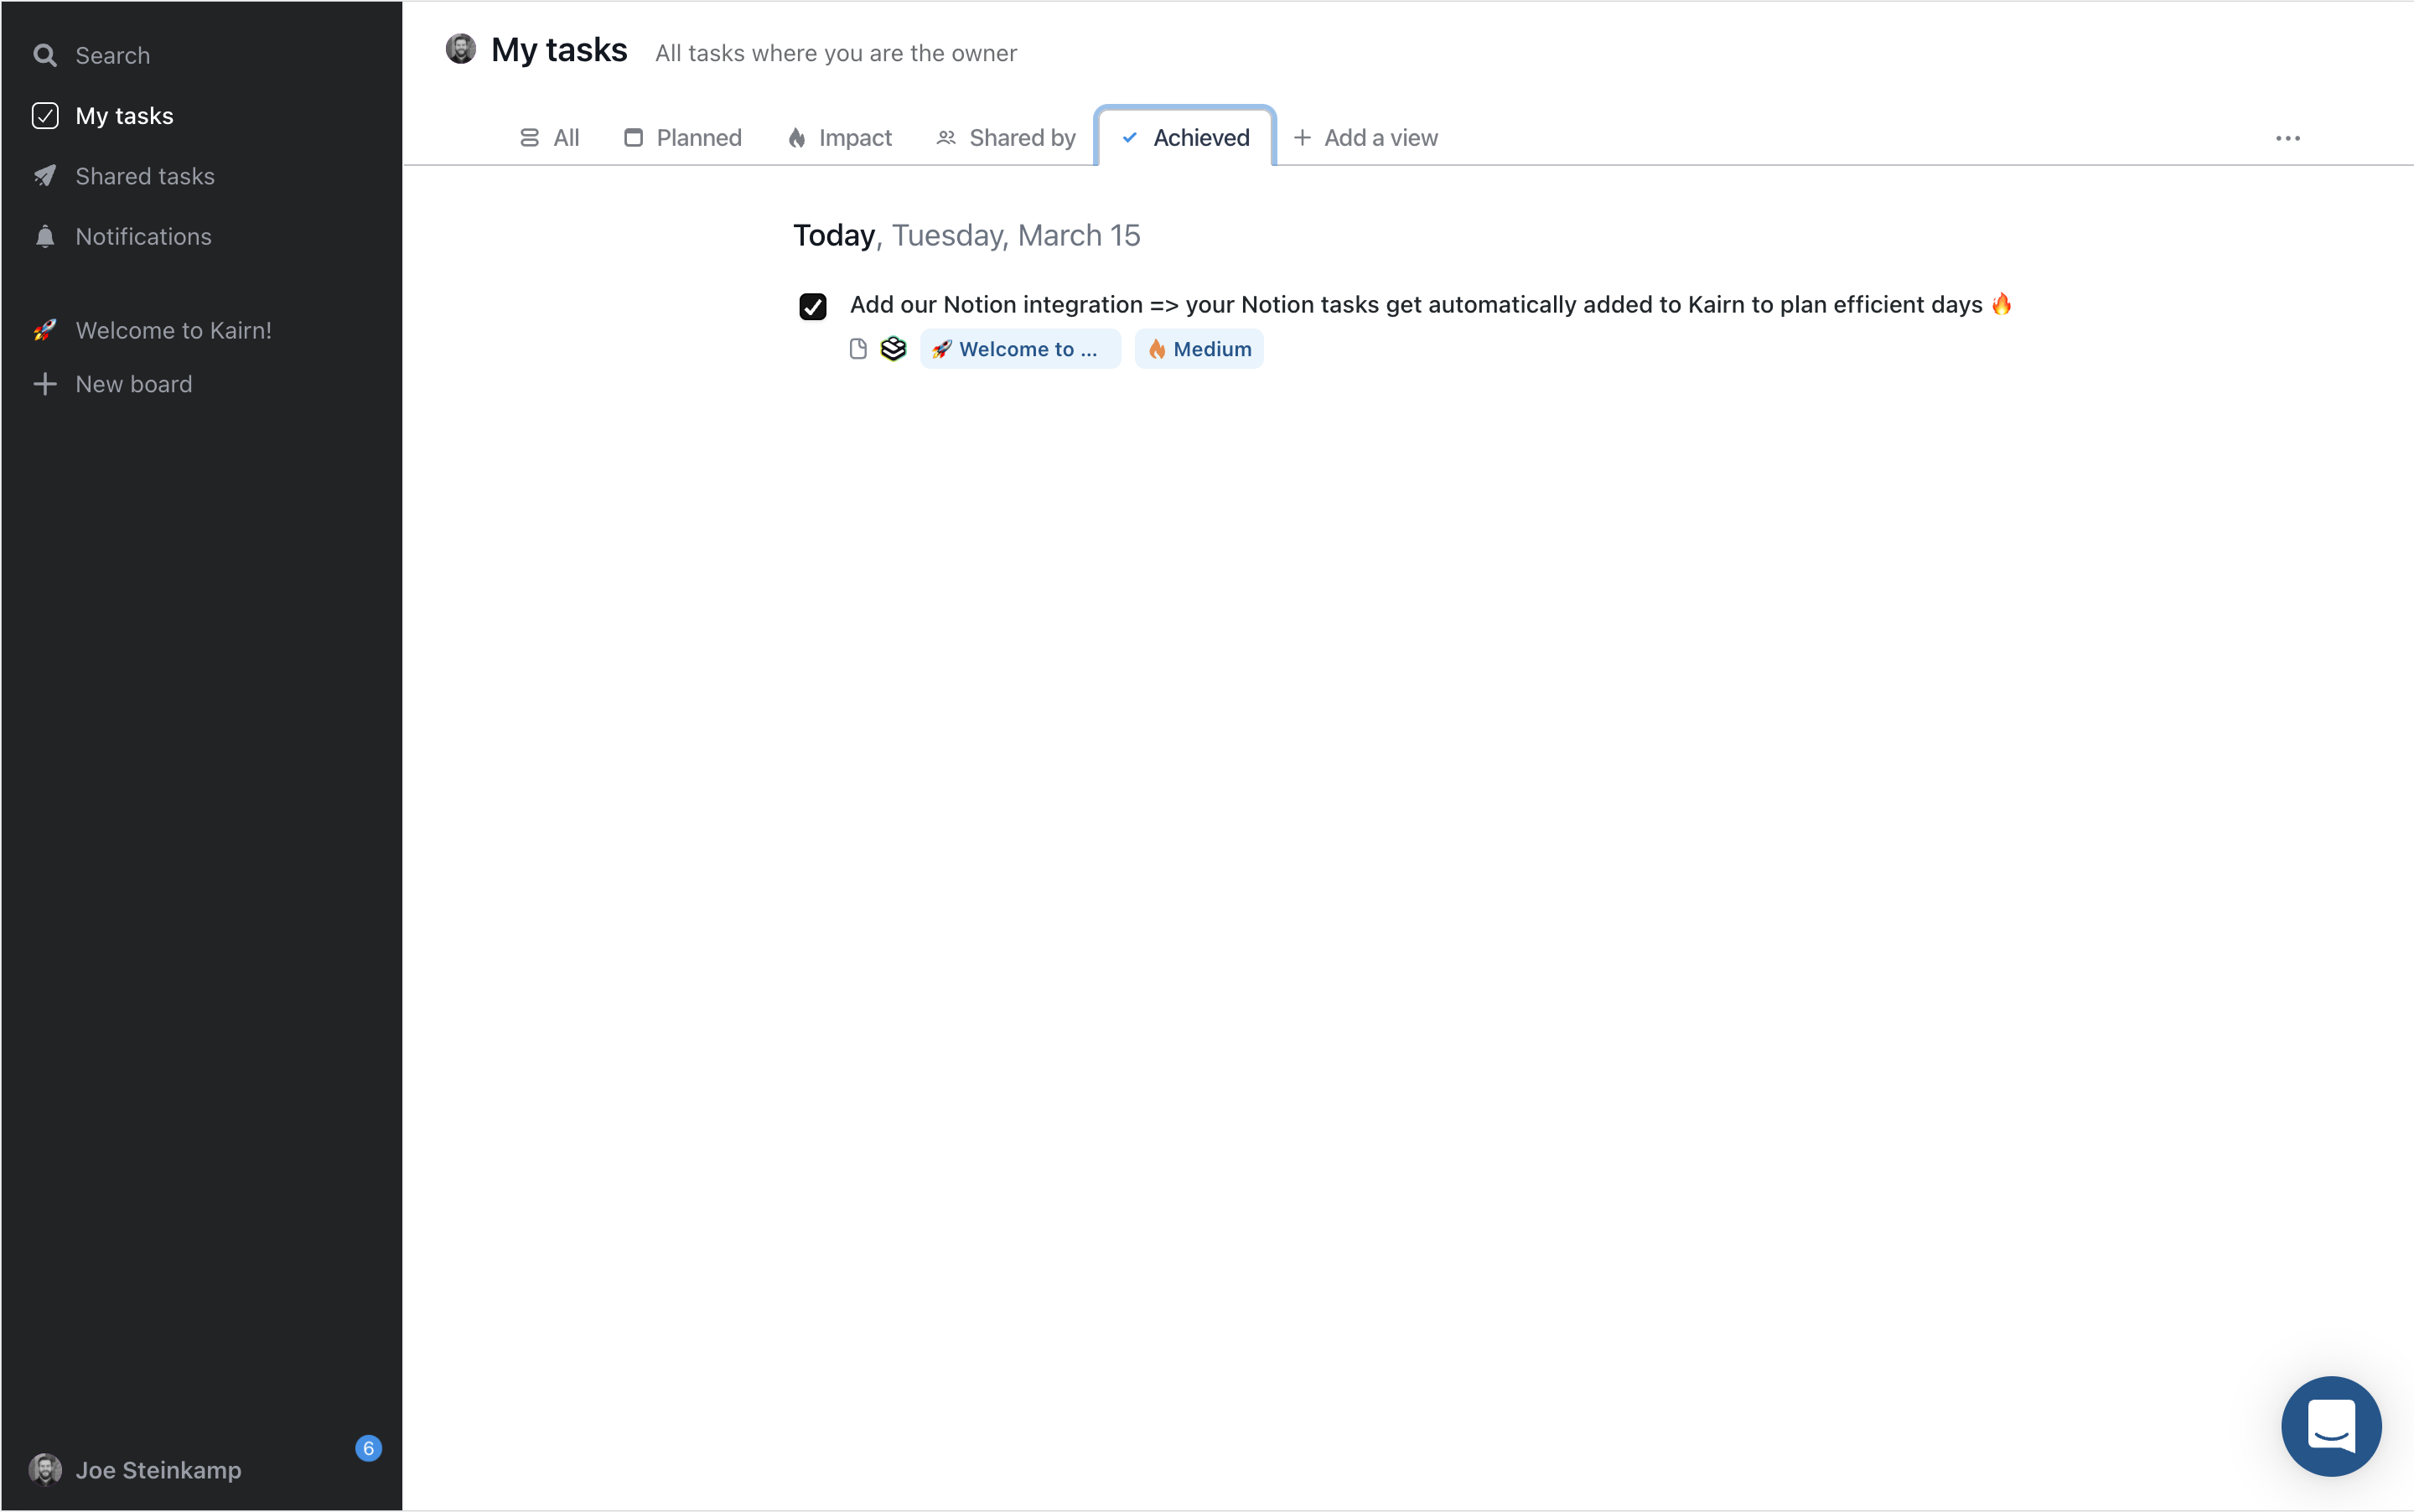 Search
My tasks
Shared tasks
Notifications
🚀 Welcome to Kairn!
New board
Joe Steinkamp
6
My tasks All tasks where you are the owner
All Planned Impact Shared by Achieved + Add a view
Today, Tuesday, March 15
Add our Notion integration => your Notion tasks get automatically added to Kairn to plan efficient days 🔥
🚀 Welcome to ... Medium